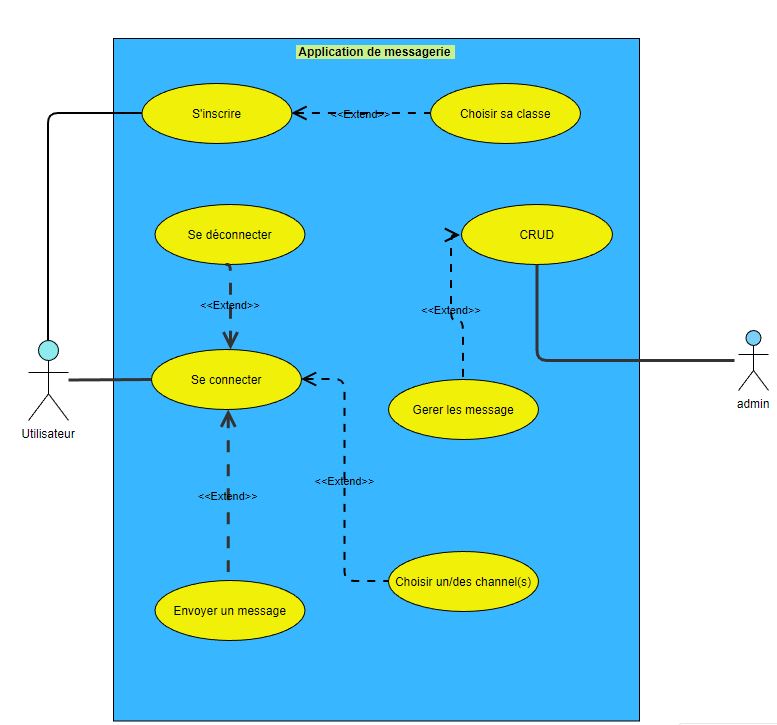 Application de messagerie
S'inscrire
<<Extend>>
Choisir sa classe
Se déconnecter
CRUD
<<Extend>>
<<Extend>>
Se connecter
Utilisateur
admin
Gerer les message
<<Extend>>
<<Extend>>
Choisir un/des channel(s)
Envoyer un message